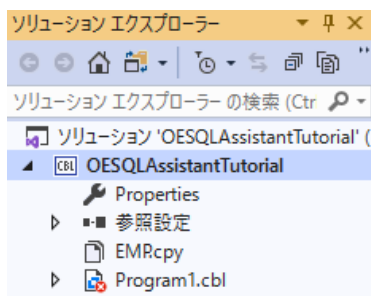 ソリューション エクスプローラー
ソリューション エクスプローラー の検索 (Ctr
ソリューション 'OESQLAssistantTutorial' (
CBL OESQLAssistantTutorial
Properties
参照設定
EMP.cpy
Program1.cbl